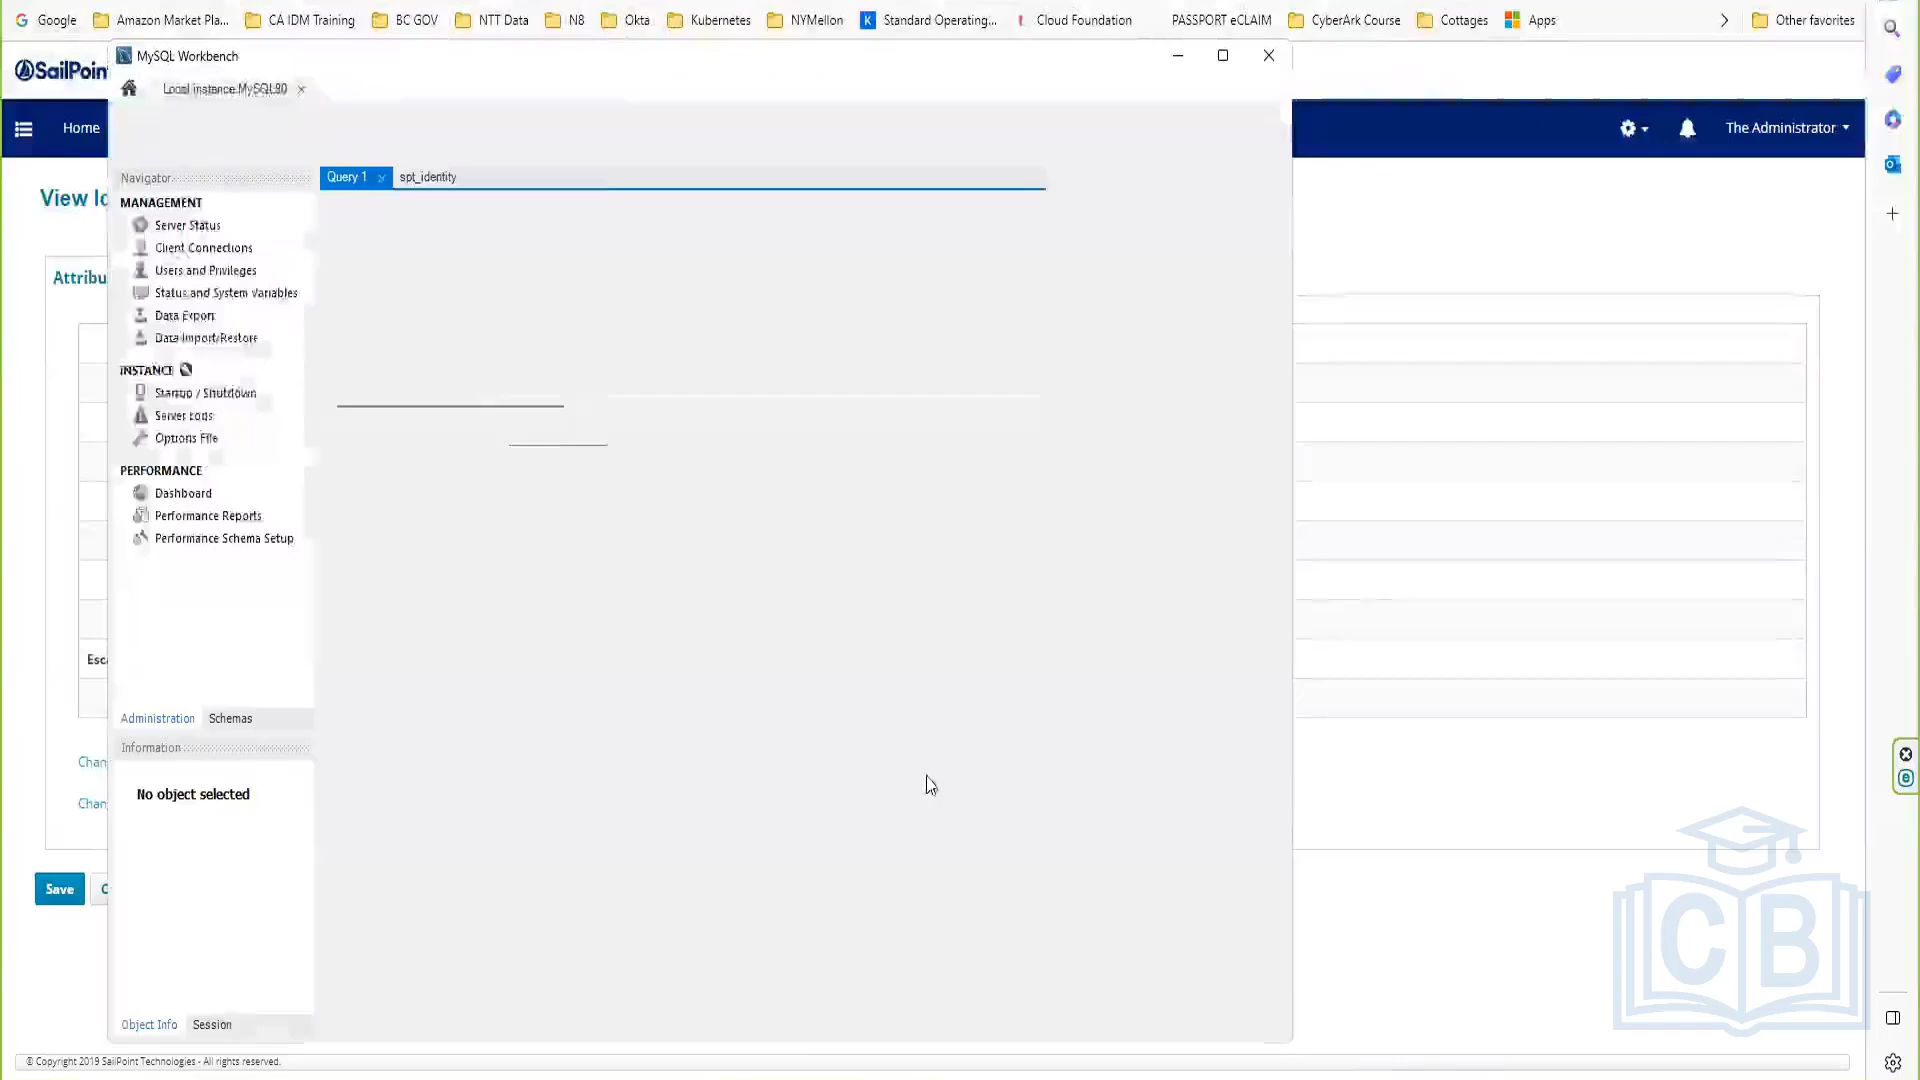 Google
Amazon Market Pla...
CA IDM Training
BC GOV
NTT Data
N8
Okta
Kubernetes
NYMellon
K Standard Operating...
Cloud Foundation
PASSPORT eCLAIM
CyberArk Course
Cottages
Apps
Other favorites
SailPoin
MySQL Workbench
Local instance MySQL80
Home
The Administrator
Navigator
Query 1
spt_identity
View Id
MANAGEMENT
Server Status
Client Connections
Users and Privileges
Attribu
Status and System Variables
Data Export
Data Import/Restore
INSTANCE
Startup / Shutdown
Server Logs
Options File
PERFORMANCE
Dashboard
Performance Reports
Performance Schema Setup
Esca
Administration
Schemas
Information
Chan
No object selected
Chan
Save
C
Object Info
Session
© Copyright 2019 SailPoint Technologies - All rights reserved.
CB